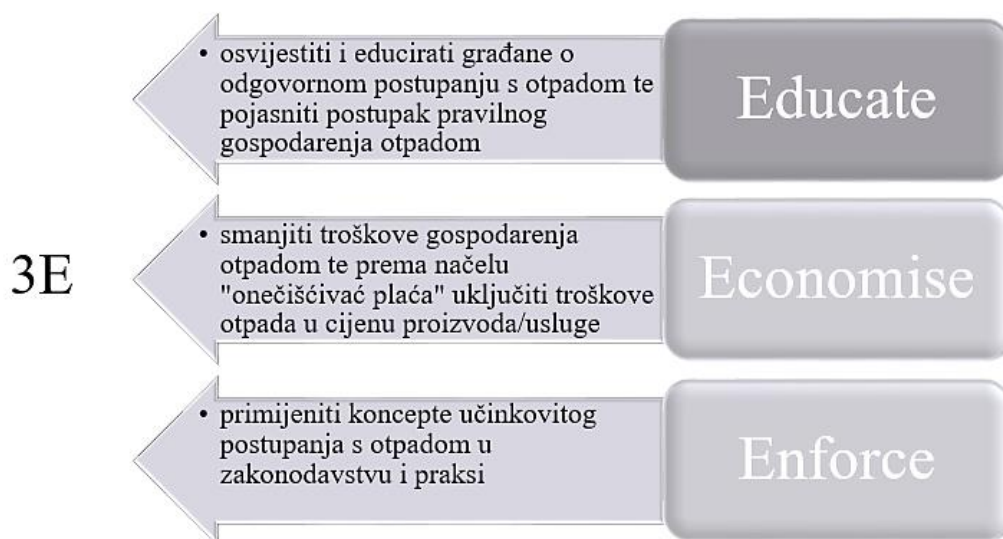 • osvijestiti i educirati građane o
odgovornom postupanju s otpadom te
pojasniti postupak pravilnog
gospodarenja otpadom
Educate
3E
• smanjiti troškove gospodarenja
otpadom te prema načelu
"onečišćivač plaća" uključiti troškove
otpada u cijenu proizvoda/usluge
Economise
• primijeniti koncepte učinkovitog
postupanja s otpadom u
zakonodavstvu i praksi
Enforce